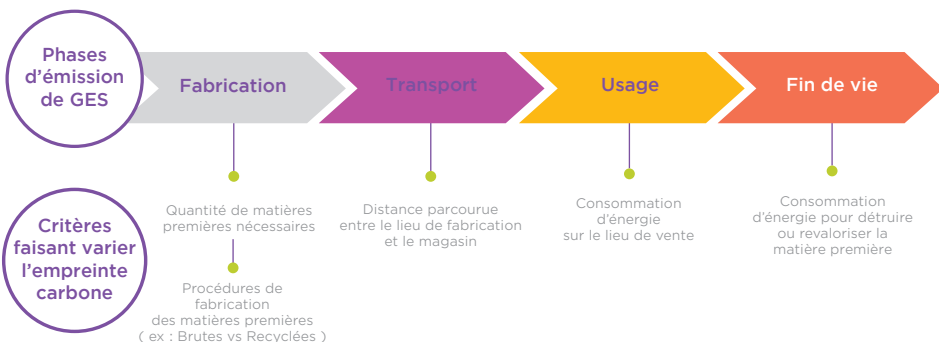 Phases
d'émission
de GES
Fabrication
Transport
Usage
Fin de vie
Critères
faisant varier
l'empreinte
carbone
Quantité de matières
premières nécessaires
Procédures de
fabrication
des matières premières
( ex : Brutes vs Recyclées )
Distance parcourue
entre le lieu de fabrication
et le magasin
Consommation
d'énergie
sur le lieu de vente
Consommation
d'énergie pour détruire
ou revaloriser la
matière première